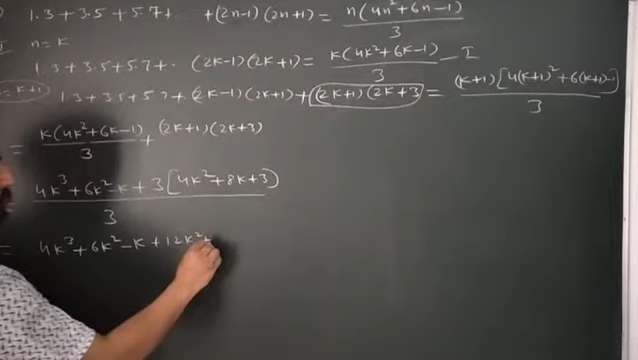 1.3+3.5+5.7+.. +(2n-1)(2n+1)= n(4n²+6n-1)/3
I n=K
1.3+3.5+5.7+. (2K-1)(2K+1)= K(4K²+6K-1)/3 -I
=K+1 1.3+3.5+5.7+(2K-1)(2K+1)+(2K+1)(2K+3 = (K+1)[4(K+1)²+6(K+1)-1]/3
= K(4K²+6K-1)/3 + (2K+1)(2K+3)
4K³+6K²-K+3[4K²+8K+3)/3
= 4K³+6K²-K+12K²+